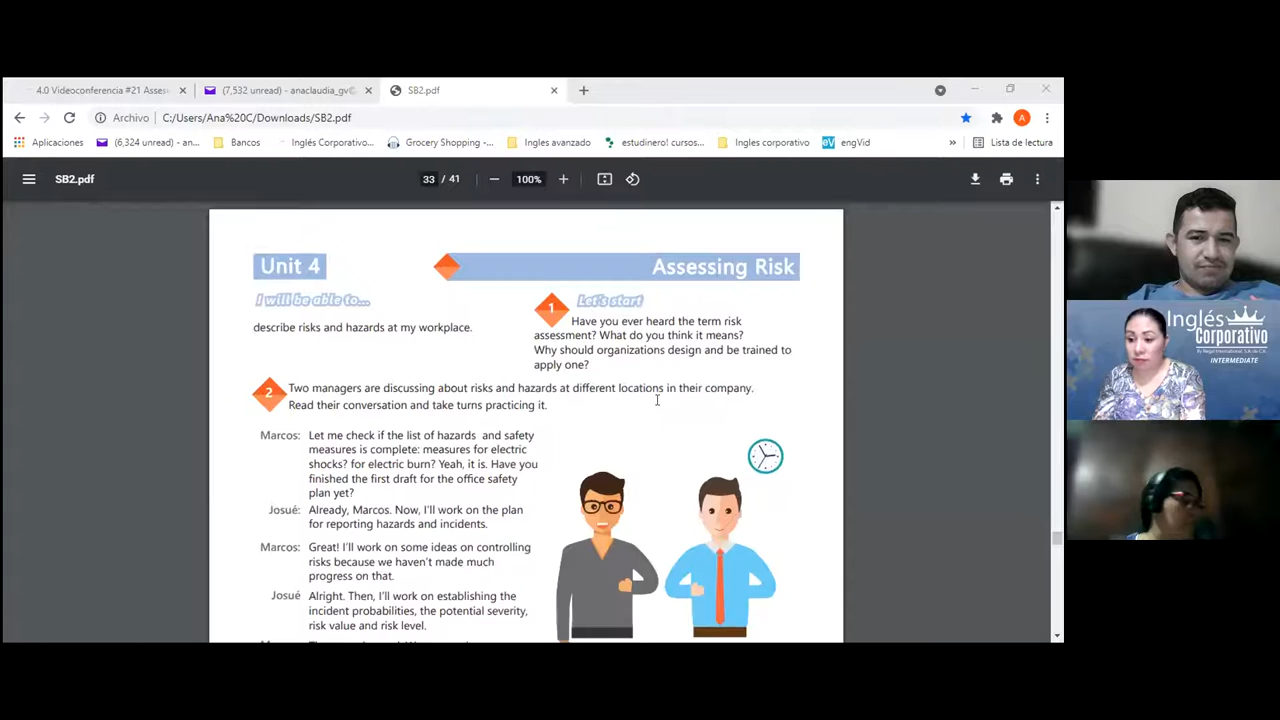 4.0 Videoconferencia #21 Asses
(7,532 unread) - anaclaudia_gv@
SB2.pdf
Archivo
C:/Users/Ana%20C/Downloads/SB2.pdf
A
Aplicaciones
(6,324 unread) - an...
Bancos
Inglés Corporativo...
Grocery Shopping -...
Ingles avanzado
estudinero! cursos...
Ingles corporativo
eV engVid
»
Lista de lectura
SB2.pdf
33 / 41
100%
Unit 4
Assessing Risk
I will be able to...
describe risks and hazards at my workplace.
1 Let's start
Have you ever heard the term risk
assessment? What do you think it means?
Why should organizations design and be trained to
apply one?
2 Two managers are discussing about risks and hazards at different locations in their company.
Read their conversation and take turns practicing it.
Marcos: Let me check if the list of hazards and safety
measures is complete: measures for electric
shocks? for electric burn? Yeah, it is. Have you
finished the first draft for the office safety
plan yet?
Josué: Already, Marcos. Now, I'll work on the plan
for reporting hazards and incidents.
Marcos: Great! I'll work on some ideas on controlling
risks because we haven't made much
progress on that.
Josué Alright. Then, I'll work on establishing the
incident probabilities, the potential severity,
risk value and risk level.
Inglés
Corporativo
By Regal International, S.A. de C.V.
INTERMEDIATE